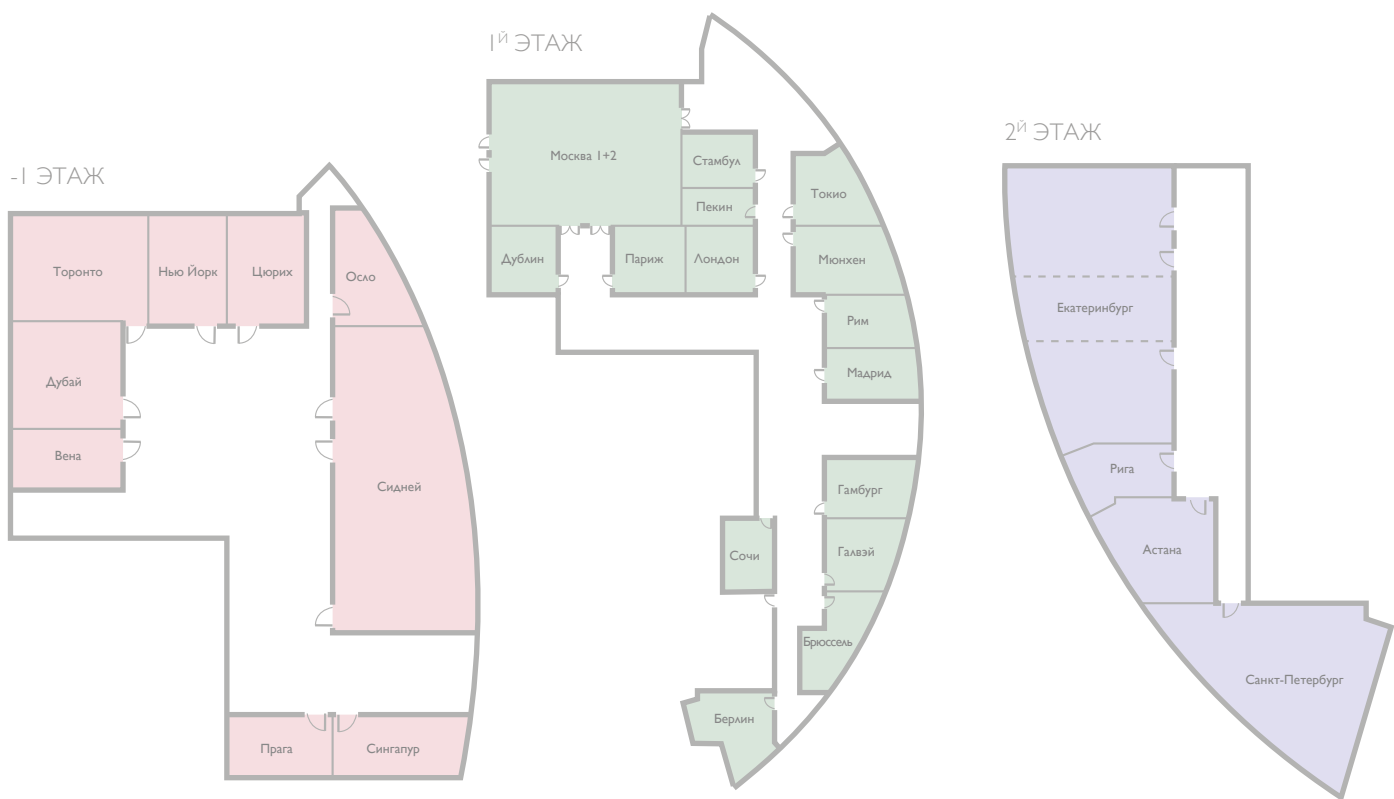 -1 ЭТАЖ
Торонто
Нью Йорк
Цюрих
Осло
Дубай
Вена
Сидней
Прага
Сингапур
1й ЭТАЖ
Москва 1+2
Стамбул
Пекин
Дублин
Париж
Лондон
Токио
Мюнхен
Рим
Мадрид
Гамбург
Галвэй
Сочи
Брюссель
Берлин
2й ЭТАЖ
Екатеринбург
Рига
Астана
Санкт-Петербург